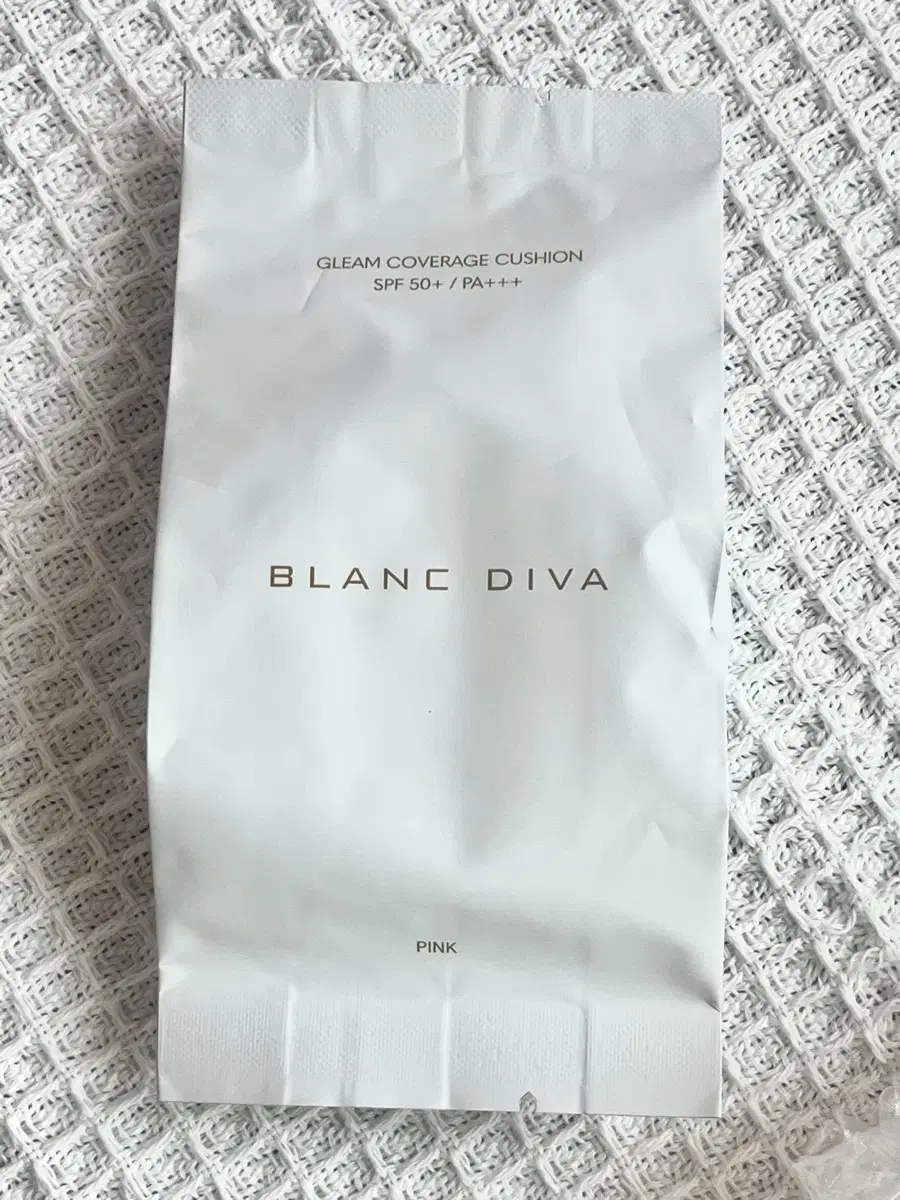 GLEAM COVERAGE CUSHION
SPF 50+ / PA+++
BLANC DIVA
PINK